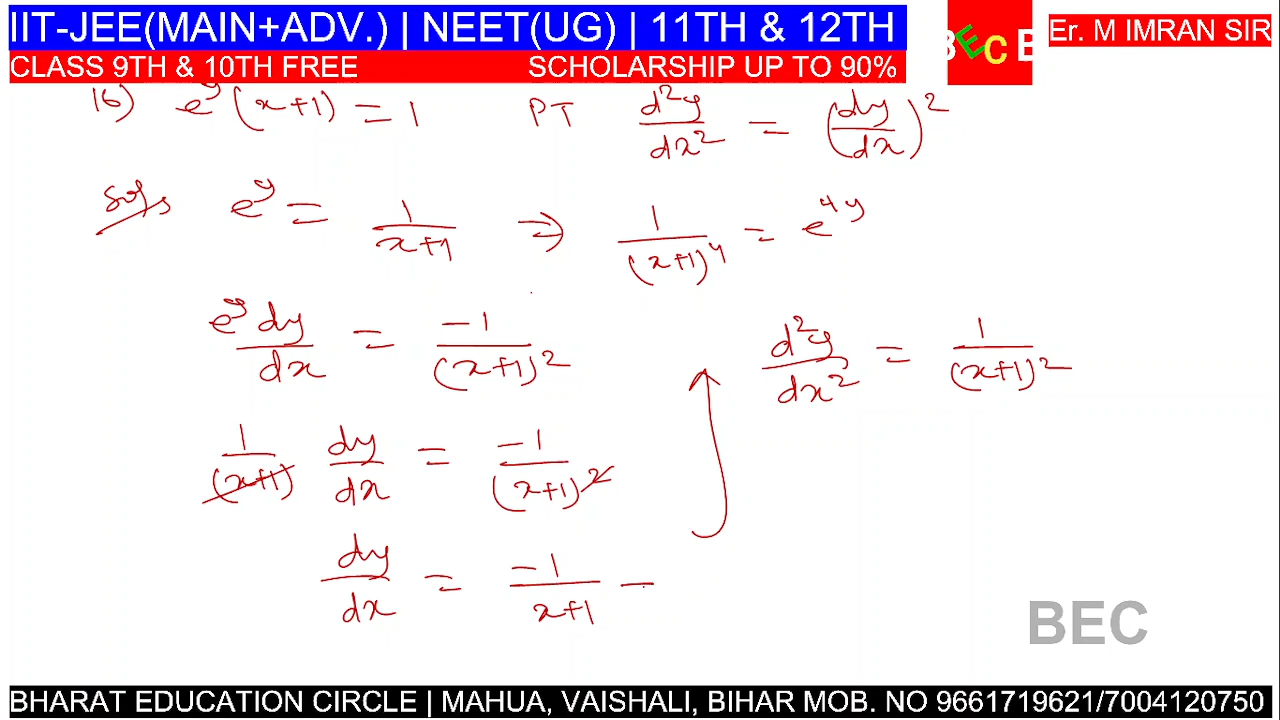 IIT-JEE(MAIN+ADV.) | NEET(UG) | 11TH & 12TH
CLASS 9TH & 10TH FREE SCHOLARSHIP UP TO 90%
BEC B
Er. M IMRAN SIR
16) e^y (x+1) = 1 PT d²y/dx² = (dy/dx)²
Sol. e^y = 1/(x+1) ⇒ 1/(x+1)⁴ = e^4y
e^y dy/dx = -1/(x+1)² d²y/dx² = 1/(x+1)²
1/(x+1) dy/dx = -1/(x+1)²
dy/dx = -1/x+1 -
BEC
BHARAT EDUCATION CIRCLE | MAHUA, VAISHALI, BIHAR MOB. NO 9661719621/7004120750